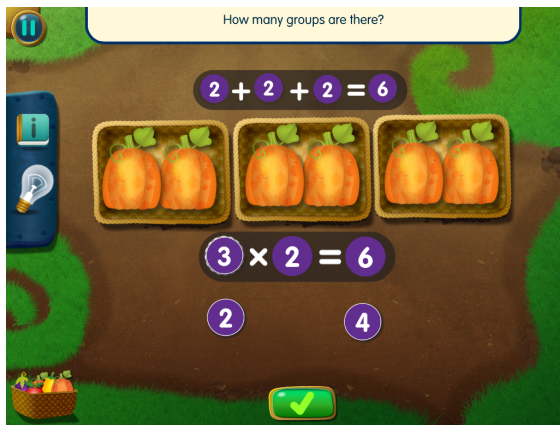 How many groups are there?
2 + 2 + 2 = 6
3 × 2 = 6
2 4
i